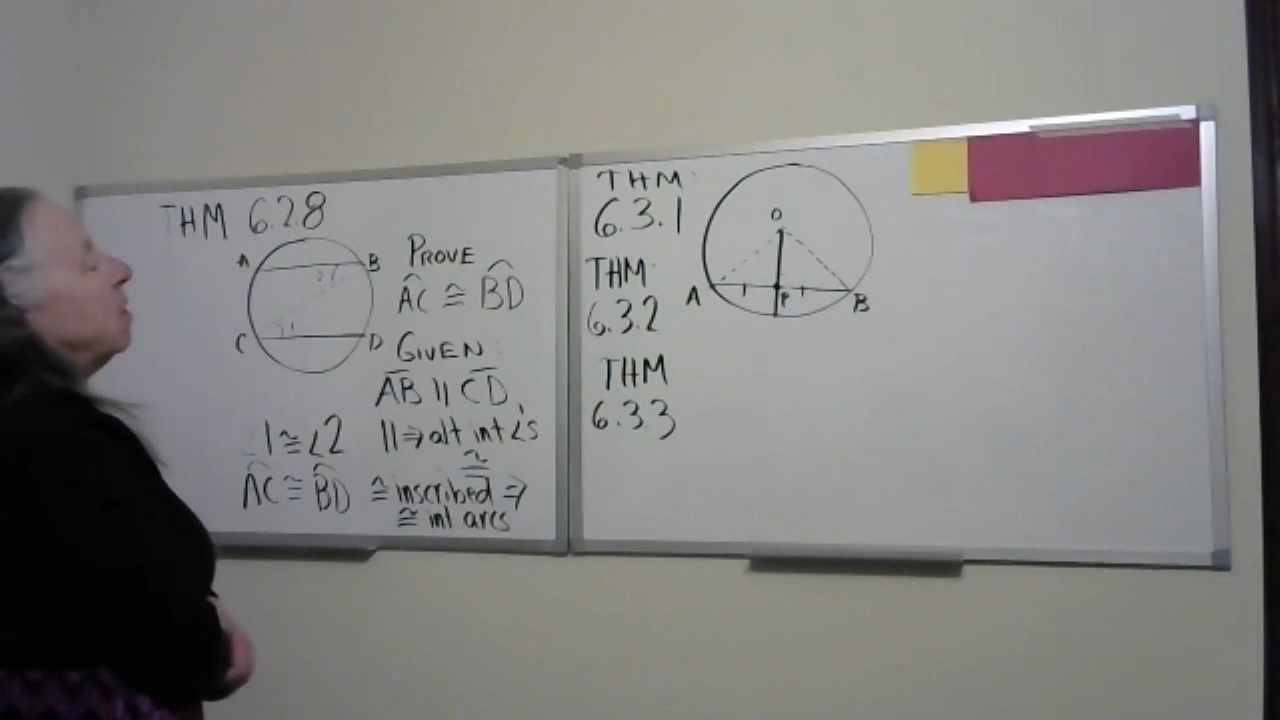 THM 6.2.8
A
B
2
1
C
D
PROVE
AC ≅ BD
GIVEN
AB || CD
∠1 ≅ ∠2 || ⇒ alt int ∠'s
≅
AC ≅ BD ≅ inscribed ⇒
≅ int arcs
THM
6.3.1
THM
6.3.2
THM
6.3.3
O
A
P
B